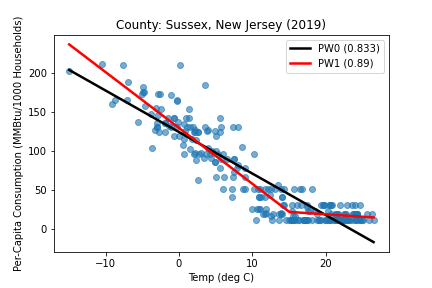 County: Sussex, New Jersey (2019)
PW0 (0.833)
PW1 (0.89)
Per-Capita Consumption (MMBtu/1000 Households)
200
150
100
50
0
−10
0
10
20
Temp (deg C)